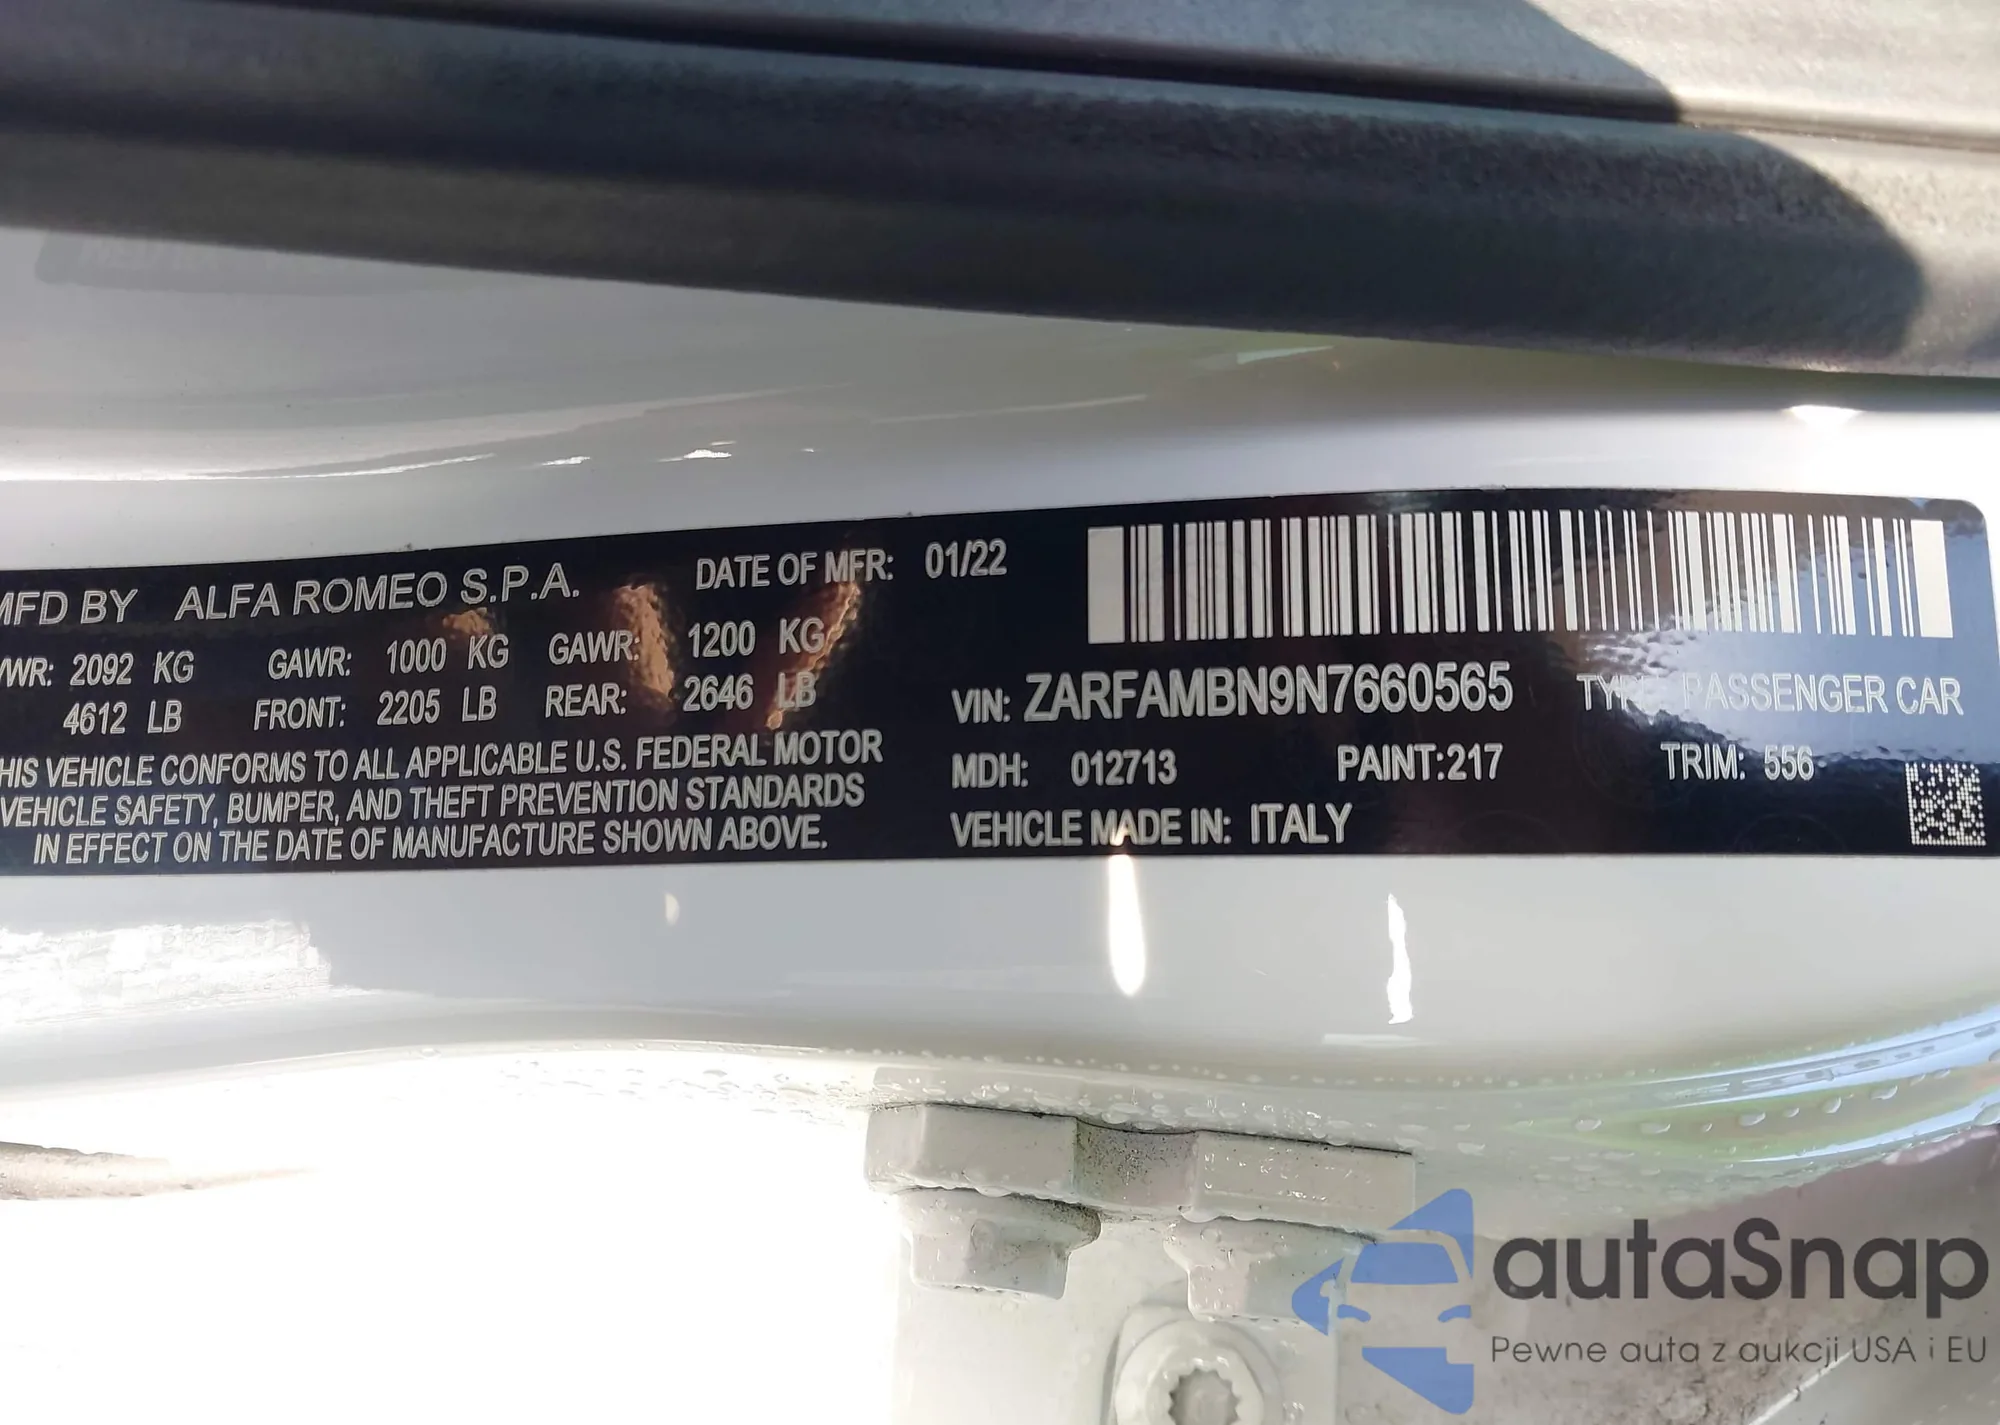 MFD BY ALFA ROMEO S.P.A. DATE OF MFR: 01/22
VWR: 2092 KG GAWR: 1000 KG GAWR: 1200 KG
4612 LB FRONT: 2205 LB REAR: 2646 LB
THIS VEHICLE CONFORMS TO ALL APPLICABLE U.S. FEDERAL MOTOR
VEHICLE SAFETY, BUMPER, AND THEFT PREVENTION STANDARDS
IN EFFECT ON THE DATE OF MANUFACTURE SHOWN ABOVE.
VIN: ZARFAMBN9N7660565 TYPE: PASSENGER CAR
MDH: 012713 PAINT:217 TRIM: 556
VEHICLE MADE IN: ITALY
autaSnap
Pewne auta z aukcji USA i EU